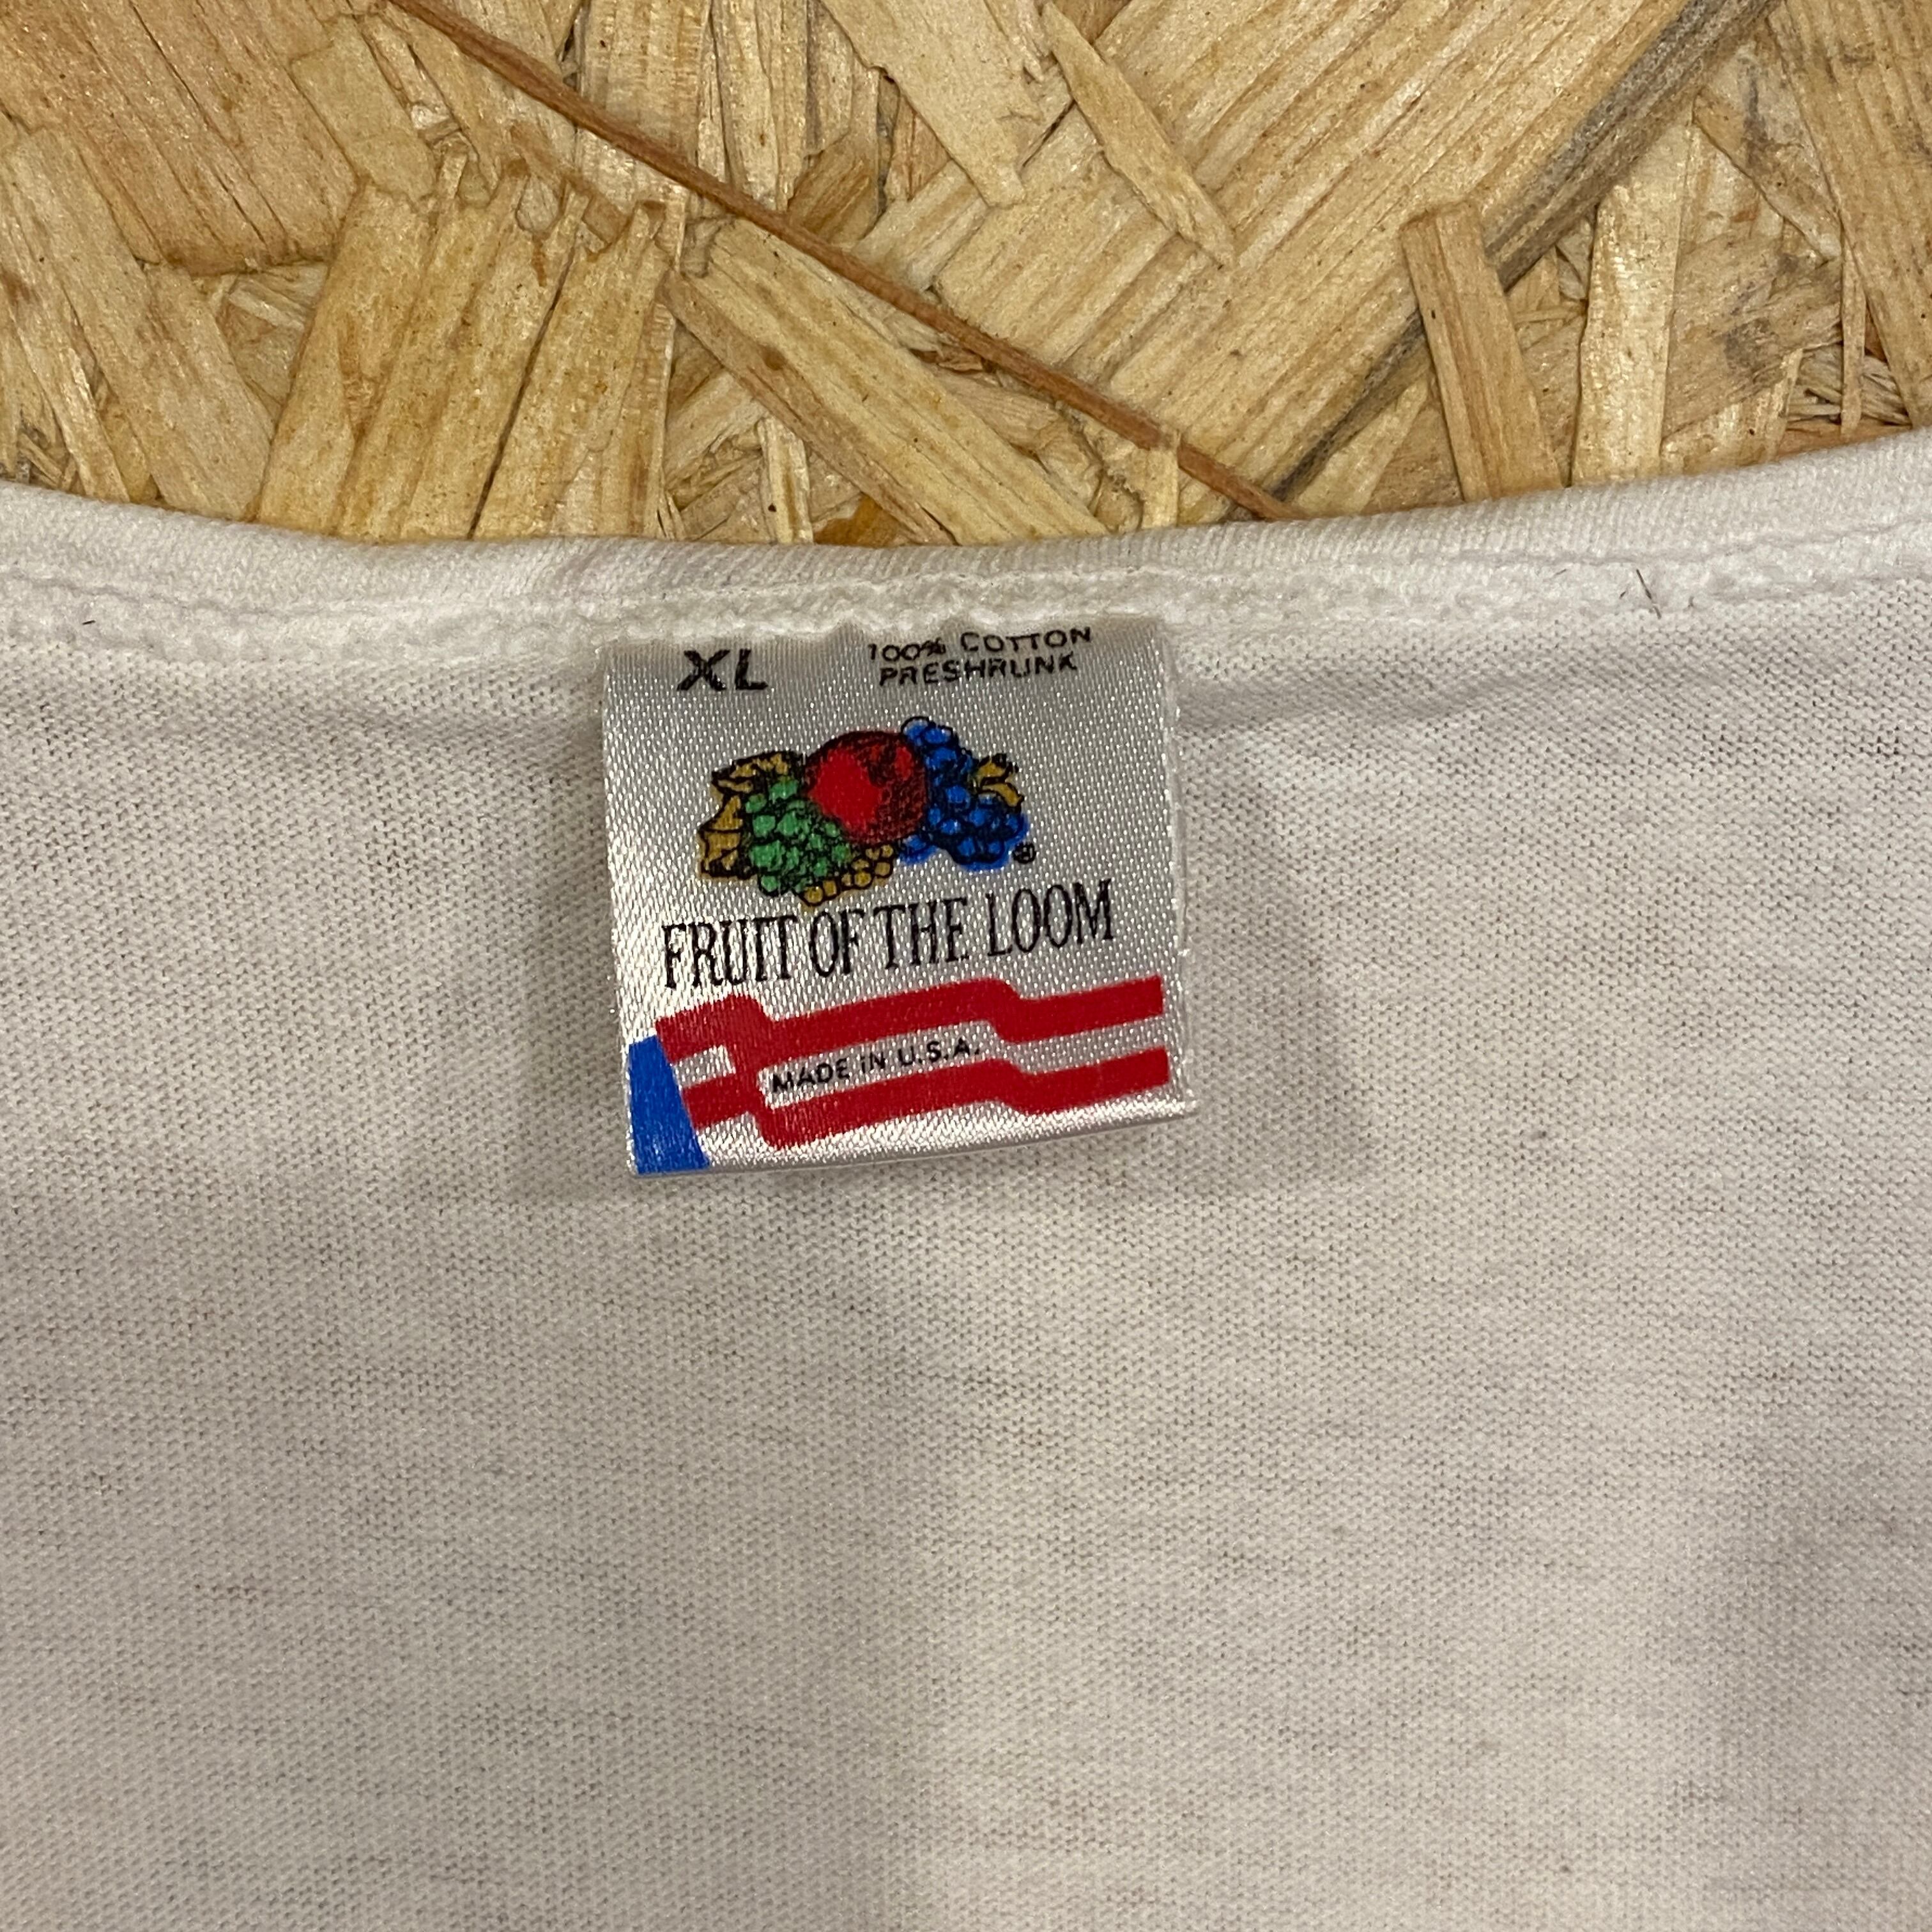 XL
100% COTTON
PRESHRUNK
®
FRUIT OF THE LOOM
MADE IN U.S.A.